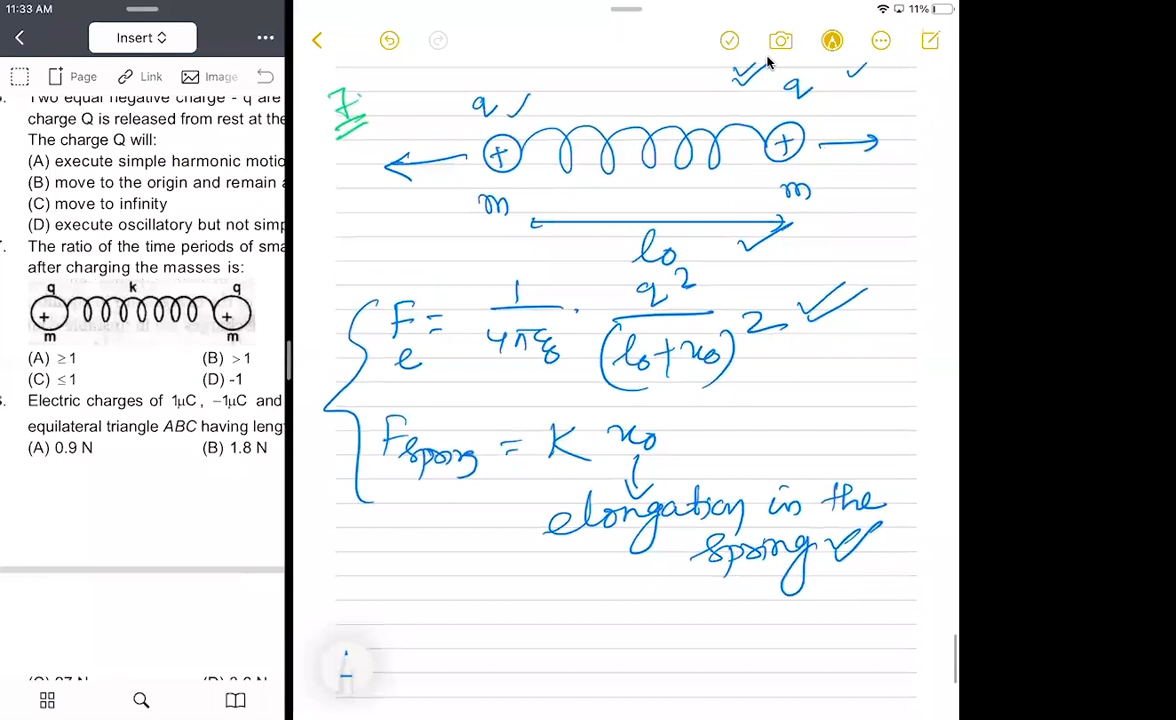 11:33 AM
11%
Insert
Page Link Image
Two equal negative charge - q are
charge Q is released from rest at the
The charge Q will:
(A) execute simple harmonic motio
(B) move to the origin and remain
(C) move to infinity
(D) execute oscillatory but not simp
The ratio of the time periods of sma
after charging the masses is:
q k q
+ +
m m
(A) ≥1 (B) >1
(C) ≤1 (D) -1
Electric charges of 1μC, −1μC and
equilateral triangle ABC having leng
(A) 0.9 N (B) 1.8 N
7.
q q
+ +
m m
l0
Fe = 1/4πε0 · q²/(l0+x0)²
Fspring = K x0
elongation in the
spring